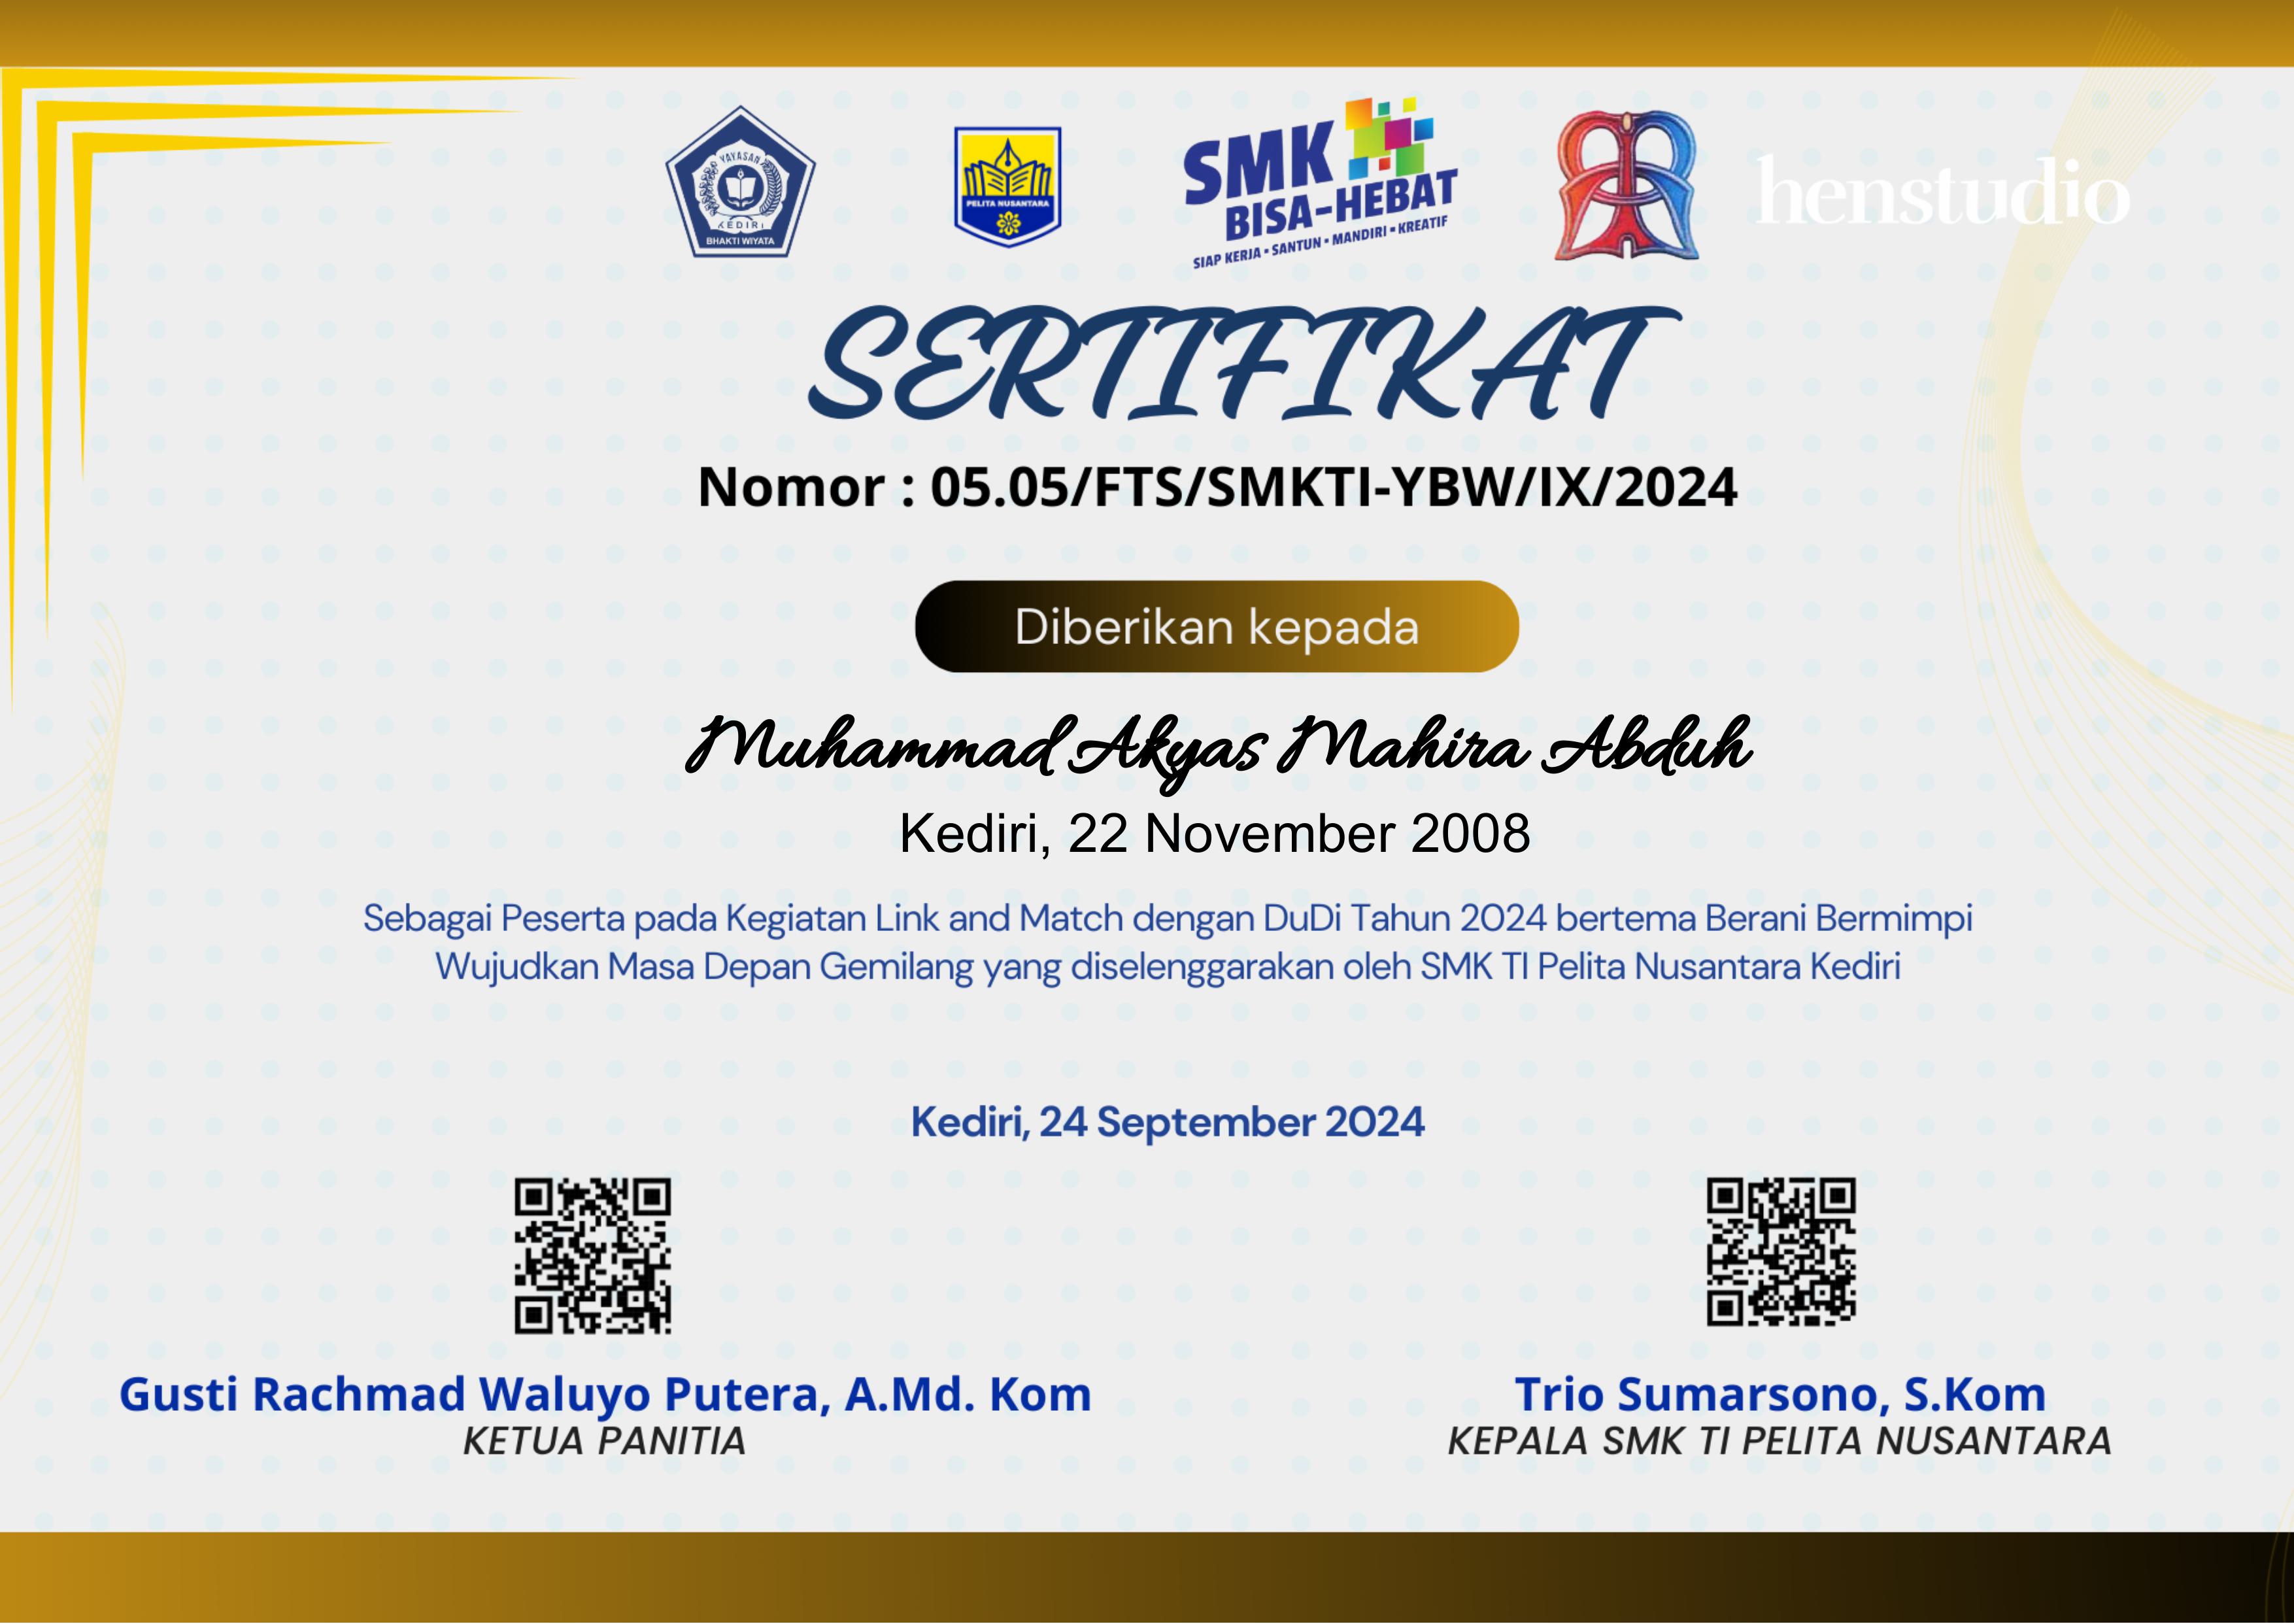 YAYASAN
KEDIRI
BHAKTI WIYATA
PELITA NUSANTARA
SMK
BISA-HEBAT
SIAP KERJA • SANTUN • MANDIRI • KREATIF
henstudio
SERTIFIKAT
Nomor : 05.05/FTS/SMKTI-YBW/IX/2024
Diberikan kepada
Muhammad Akyas Mahira Abduh
Kediri, 22 November 2008
Sebagai Peserta pada Kegiatan Link and Match dengan DuDi Tahun 2024 bertema Berani Bermimpi
Wujudkan Masa Depan Gemilang yang diselenggarakan oleh SMK TI Pelita Nusantara Kediri
Kediri, 24 September 2024
Gusti Rachmad Waluyo Putera, A.Md. Kom
KETUA PANITIA
Trio Sumarsono, S.Kom
KEPALA SMK TI PELITA NUSANTARA